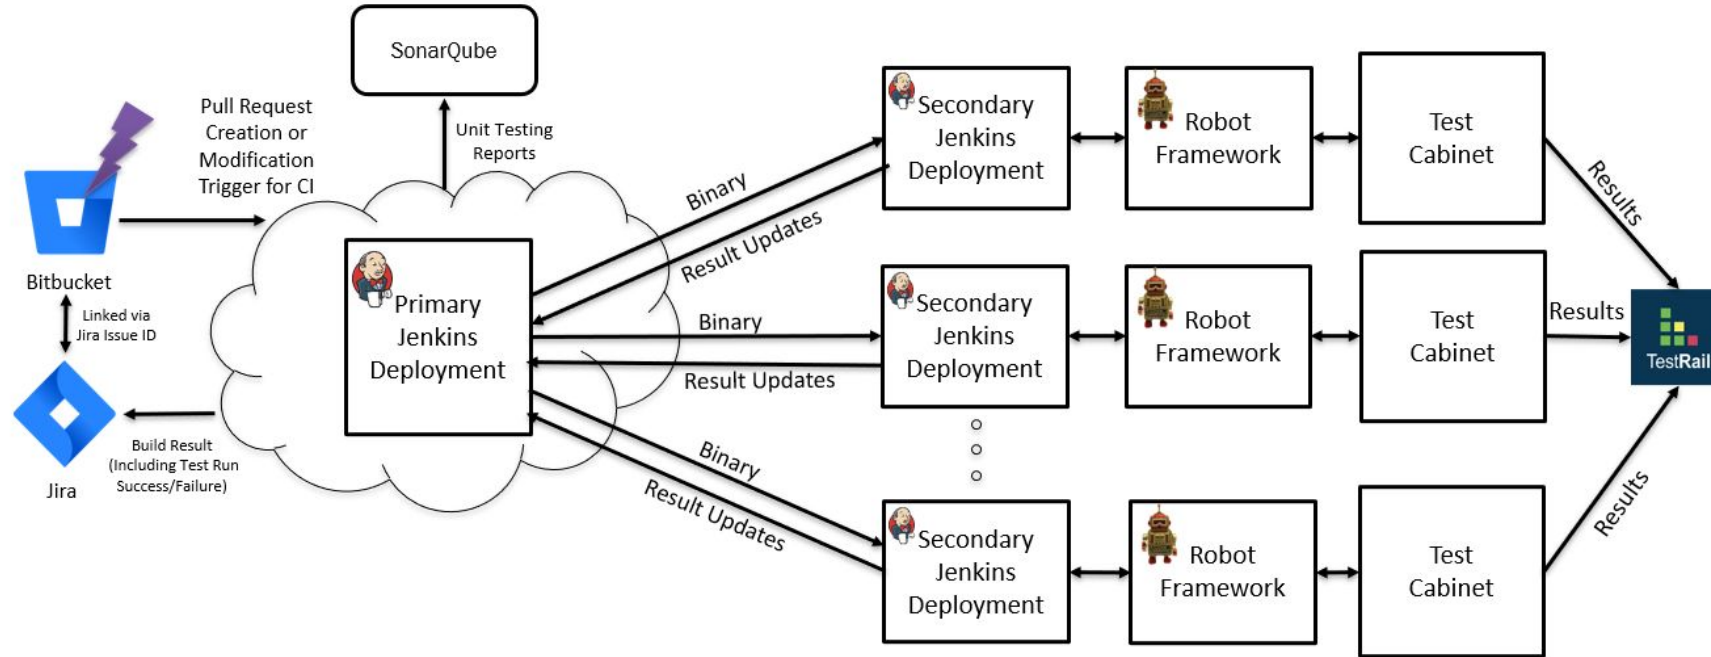 SonarQube
Pull Request
Creation or
Modification
Trigger for CI
Unit Testing
Reports
Bitbucket
Linked via
Jira Issue ID
Jira
Build Result
(Including Test Run
Success/Failure)
Primary
Jenkins
Deployment
Binary
Result Updates
Secondary
Jenkins
Deployment
Robot
Framework
Test
Cabinet
Results
Binary
Result Updates
Secondary
Jenkins
Deployment
Robot
Framework
Test
Cabinet
Results
Binary
Result Updates
Secondary
Jenkins
Deployment
Robot
Framework
Test
Cabinet
Results
TestRail